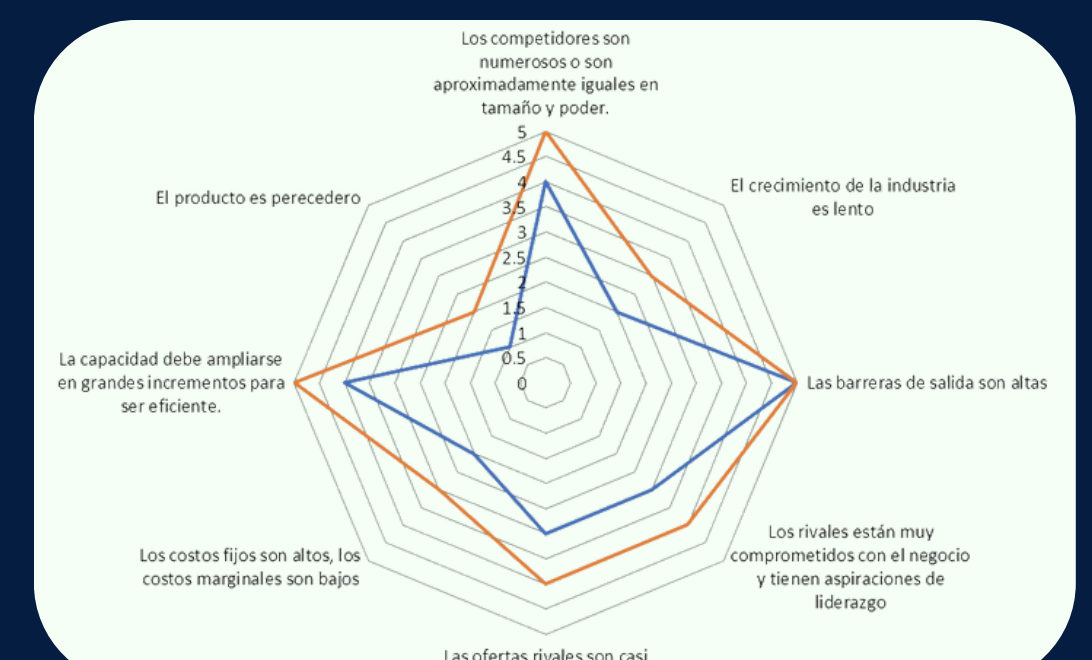 Los competidores son
numerosos o son
aproximadamente iguales en
tamaño y poder.
5
4.5
4
3.5
3
2.5
2
1.5
1
0.5
0
El crecimiento de la industria
es lento
Las barreras de salida son altas
Los rivales están muy
comprometidos con el negocio
y tienen aspiraciones de
liderazgo
Las ofertas rivales son casi
Los costos fijos son altos, los
costos marginales son bajos
La capacidad debe ampliarse
en grandes incrementos para
ser eficiente.
El producto es perecedero